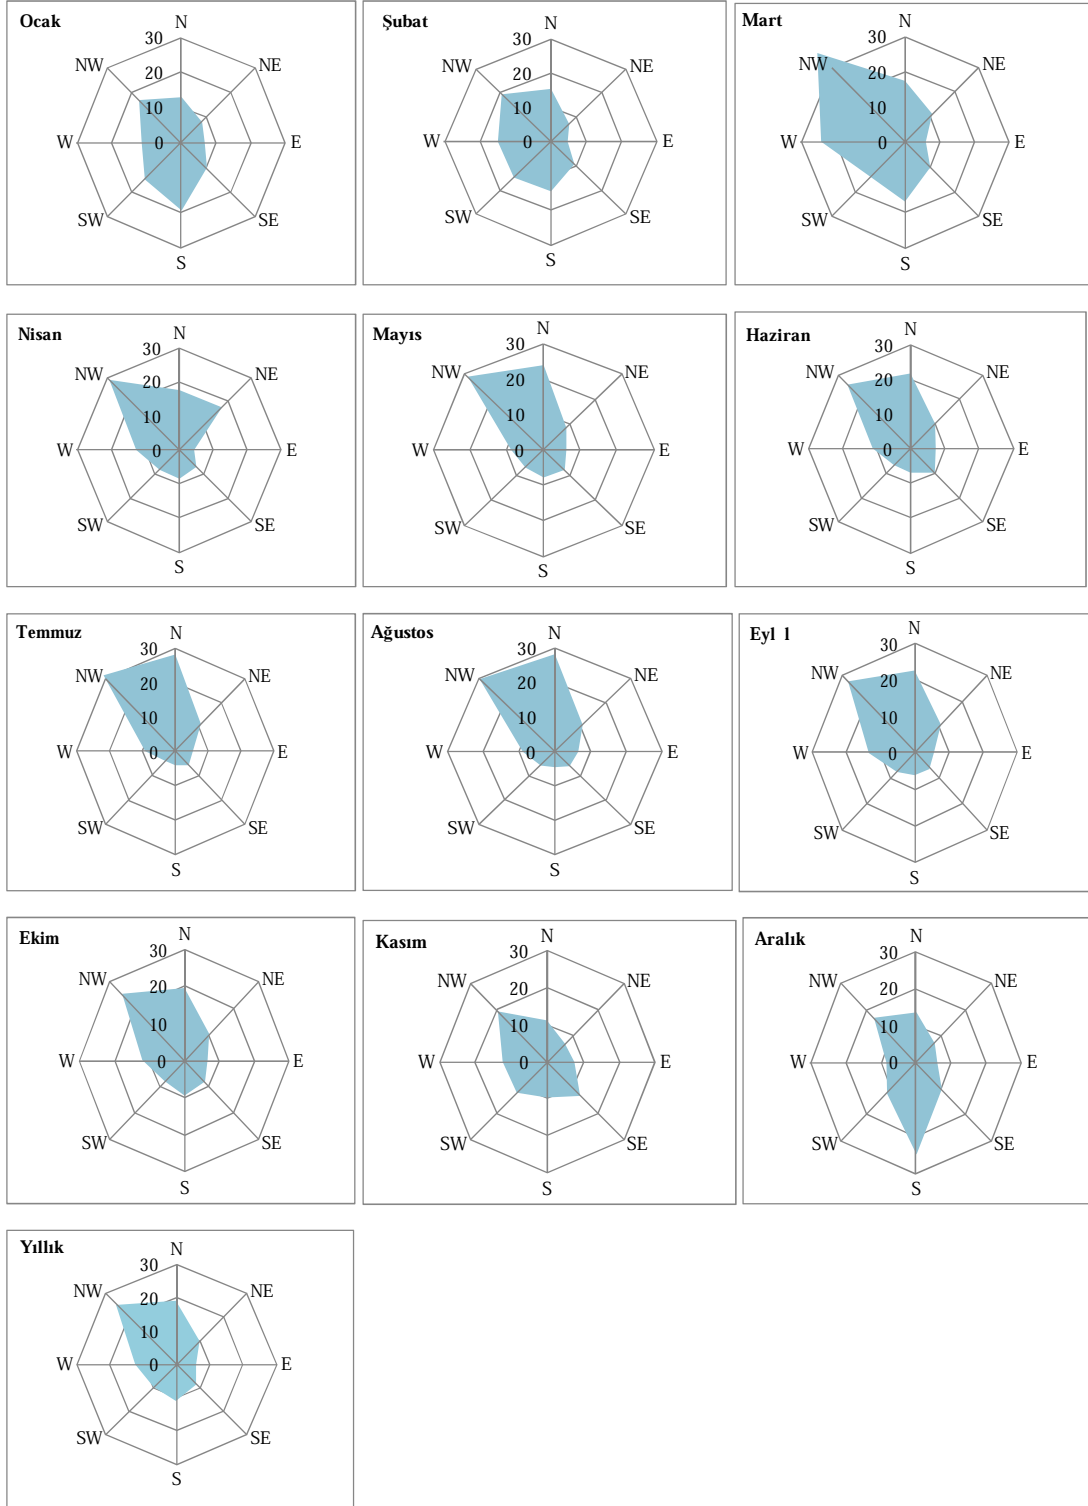 Ocak
N
30
NW
NE
20
10
W
0
E
SW
SE
S
Şubat
N
30
NW
NE
20
10
W
0
E
SW
SE
S
Mart
N
30
NW
NE
20
10
W
0
E
SW
SE
S
Nisan
N
30
NW
NE
20
10
W
0
E
SW
SE
S
Mayıs
N
30
NW
NE
20
10
W
0
E
SW
SE
S
Haziran
N
30
NW
NE
20
10
W
0
E
SW
SE
S
Temmuz
N
30
NW
NE
20
10
W
0
E
SW
SE
S
Ağustos
N
30
NW
NE
20
10
W
0
E
SW
SE
S
Eyl l
N
30
NW
NE
20
10
W
0
E
SW
SE
S
Ekim
N
30
NW
NE
20
10
W
0
E
SW
SE
S
Kasım
N
30
NW
NE
20
10
W
0
E
SW
SE
S
Aralık
N
30
NW
NE
20
10
W
0
E
SW
SE
S
Yıllık
N
30
NW
NE
20
10
W
0
E
SW
SE
S